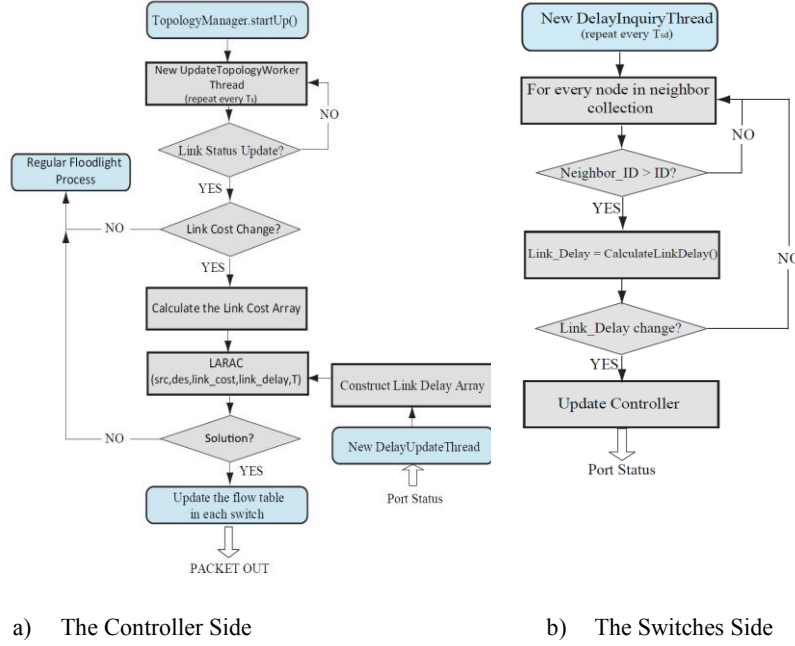 TopologyManager.startUp()
New UpdateTopologyWorker
Thread
(repeat every Ts)
NO
Link Status Update?
Regular Floodlight
Process
YES
NO
Link Cost Change?
YES
Calculate the Link Cost Array
LARAC
(src,des,link_cost,link_delay,T)
Construct Link Delay Array
NO
Solution?
New DelayUpdateThread
YES
Port Status
Update the flow table
in each switch
PACKET OUT
a) The Controller Side
New DelayInquiryThread
(repeat every Tsd)
For every node in neighbor
collection
NO
Neighbor_ID > ID?
YES
Link_Delay = CalculateLinkDelay()
NO
Link_Delay change?
YES
Update Controller
Port Status
b) The Switches Side